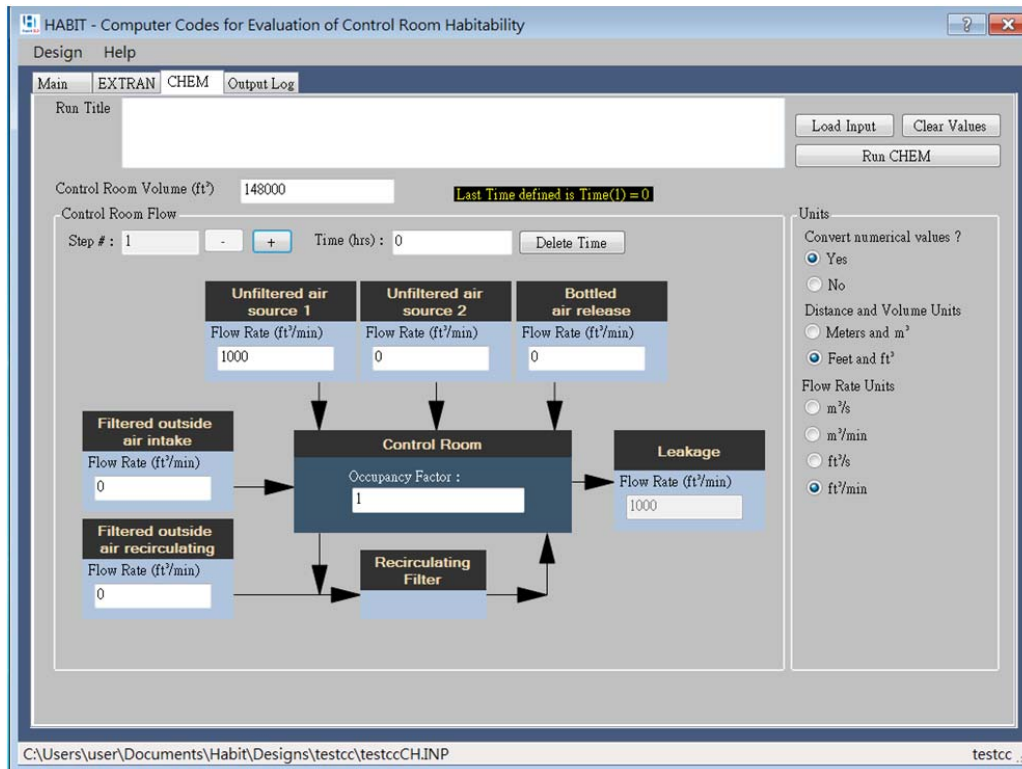 HABIT - Computer Codes for Evaluation of Control Room Habitability
Design Help
Main EXTRAN CHEM Output Log
Run Title
Load Input Clear Values
Run CHEM
Control Room Volume (ft³) 148000
Last Time defined is Time(1) = 0
Control Room Flow
Step # : 1 - + Time (hrs) : 0 Delete Time
Unfiltered air
source 1
Flow Rate (ft³/min)
1000
Unfiltered air
source 2
Flow Rate (ft³/min)
0
Bottled
air release
Flow Rate (ft³/min)
0
Filtered outside
air intake
Flow Rate (ft³/min)
0
Control Room
Occupancy Factor :
1
Leakage
Flow Rate (ft³/min)
1000
Filtered outside
air recirculating
Flow Rate (ft³/min)
0
Recirculating
Filter
Units
Convert numerical values ?
Yes
No
Distance and Volume Units
Meters and m³
Feet and ft³
Flow Rate Units
m³/s
m³/min
ft³/s
ft³/min
C:\Users\user\Documents\Habit\Designs\testcc\testccCH.INP testcc